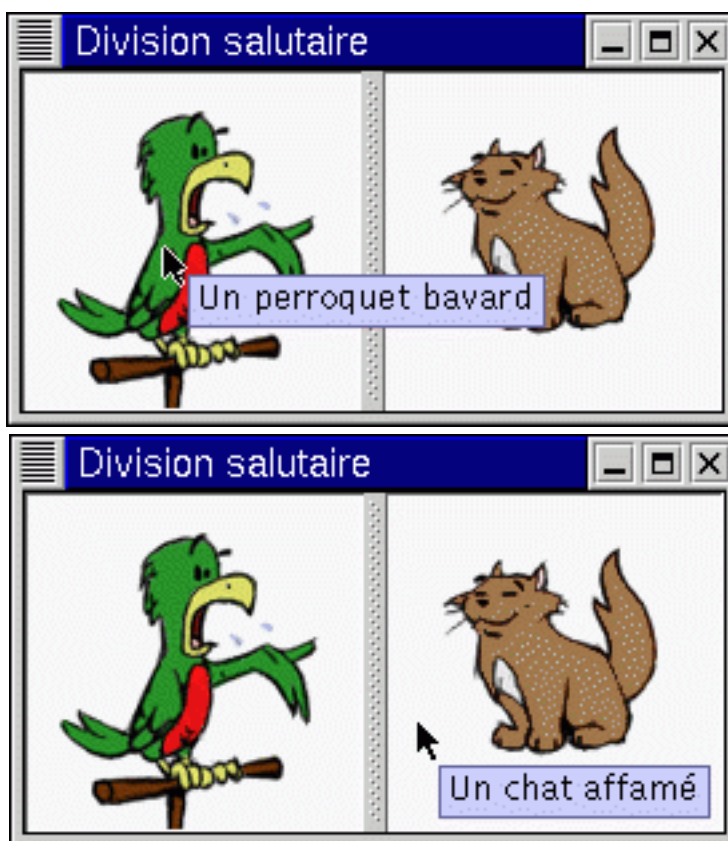 Division salutaire
Un perroquet bavard
Division salutaire
Un chat affamé